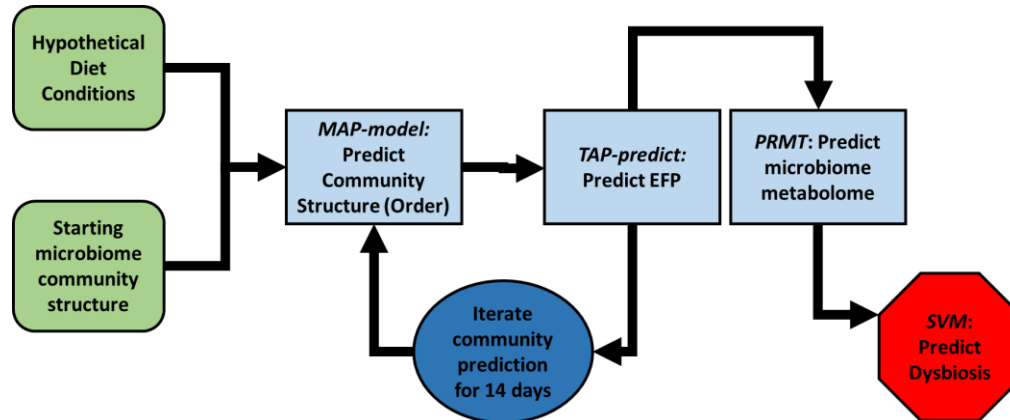 Hypothetical
Diet
Conditions
Starting
microbiome
community
structure
MAP-model:
Predict
Community
Structure (Order)
TAP-predict:
Predict EFP
PRMT: Predict
microbiome
metabolome
Iterate
community
prediction
for 14 days
SVM:
Predict
Dysbiosis